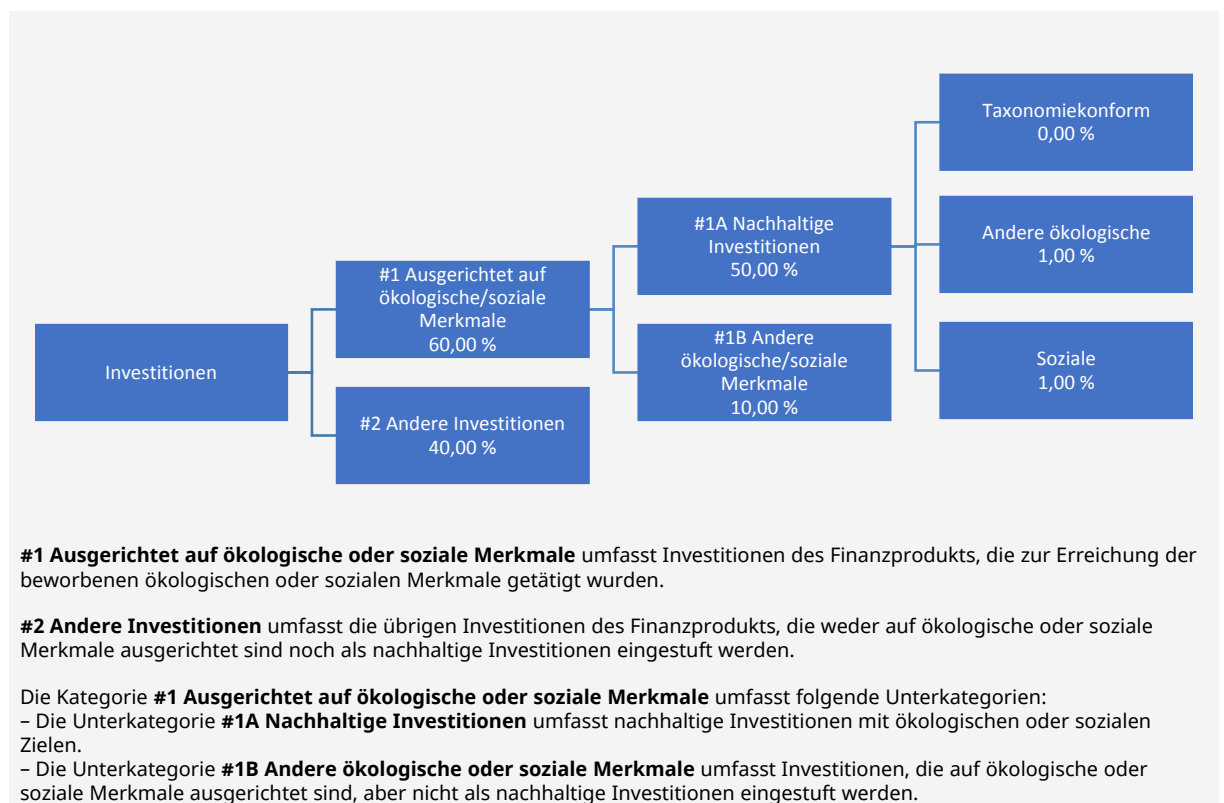 Investitionen
#1 Ausgerichtet auf
ökologische/soziale
Merkmale
60,00 %
#2 Andere Investitionen
40,00 %
#1A Nachhaltige
Investitionen
50,00 %
#1B Andere
ökologische/soziale
Merkmale
10,00 %
Taxonomiekonform
0,00 %
Andere ökologische
1,00 %
Soziale
1,00 %
#1 Ausgerichtet auf ökologische oder soziale Merkmale umfasst Investitionen des Finanzprodukts, die zur Erreichung der
beworbenen ökologischen oder sozialen Merkmale getätigt wurden.
#2 Andere Investitionen umfasst die übrigen Investitionen des Finanzprodukts, die weder auf ökologische oder soziale
Merkmale ausgerichtet sind noch als nachhaltige Investitionen eingestuft werden.
Die Kategorie #1 Ausgerichtet auf ökologische oder soziale Merkmale umfasst folgende Unterkategorien:
– Die Unterkategorie #1A Nachhaltige Investitionen umfasst nachhaltige Investitionen mit ökologischen oder sozialen
Zielen.
– Die Unterkategorie #1B Andere ökologische oder soziale Merkmale umfasst Investitionen, die auf ökologische oder
soziale Merkmale ausgerichtet sind, aber nicht als nachhaltige Investitionen eingestuft werden.